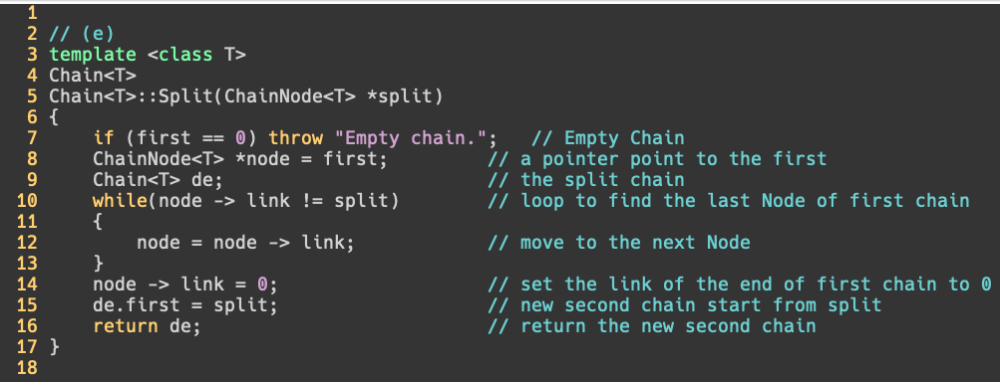 1
2 // (e)
3 template <class T>
4 Chain<T>
5 Chain<T>::Split(ChainNode<T> *split)
6 {
7     if (first == 0) throw "Empty chain.";   // Empty Chain
8     ChainNode<T> *node = first;         // a pointer point to the first
9     Chain<T> de;                        // the split chain
10     while(node -> link != split)        // loop to find the last Node of first chain
11     {
12         node = node -> link;            // move to the next Node
13     }
14     node -> link = 0;                   // set the link of the end of first chain to 0
15     de.first = split;                   // new second chain start from split
16     return de;                          // return the new second chain
17 }
18